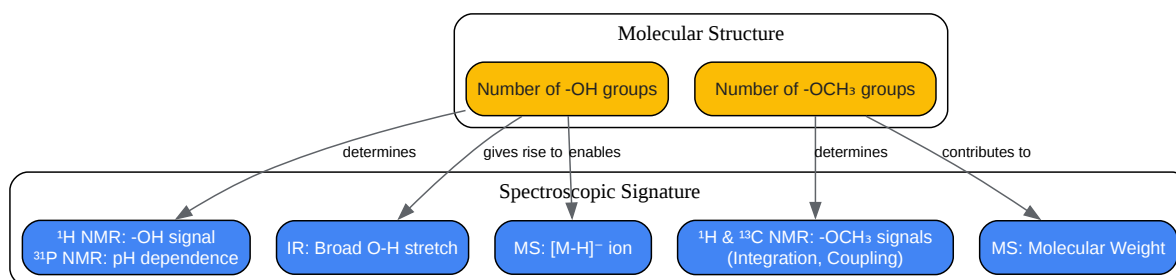 Molecular Structure
Number of -OH groups
Number of -OCH₃ groups
determines
gives rise to
enables
determines
contributes to
Spectroscopic Signature
¹H NMR: -OH signal
³¹P NMR: pH dependence
IR: Broad O-H stretch
MS: [M-H]⁻ ion
¹H & ¹³C NMR: -OCH₃ signals
(Integration, Coupling)
MS: Molecular Weight